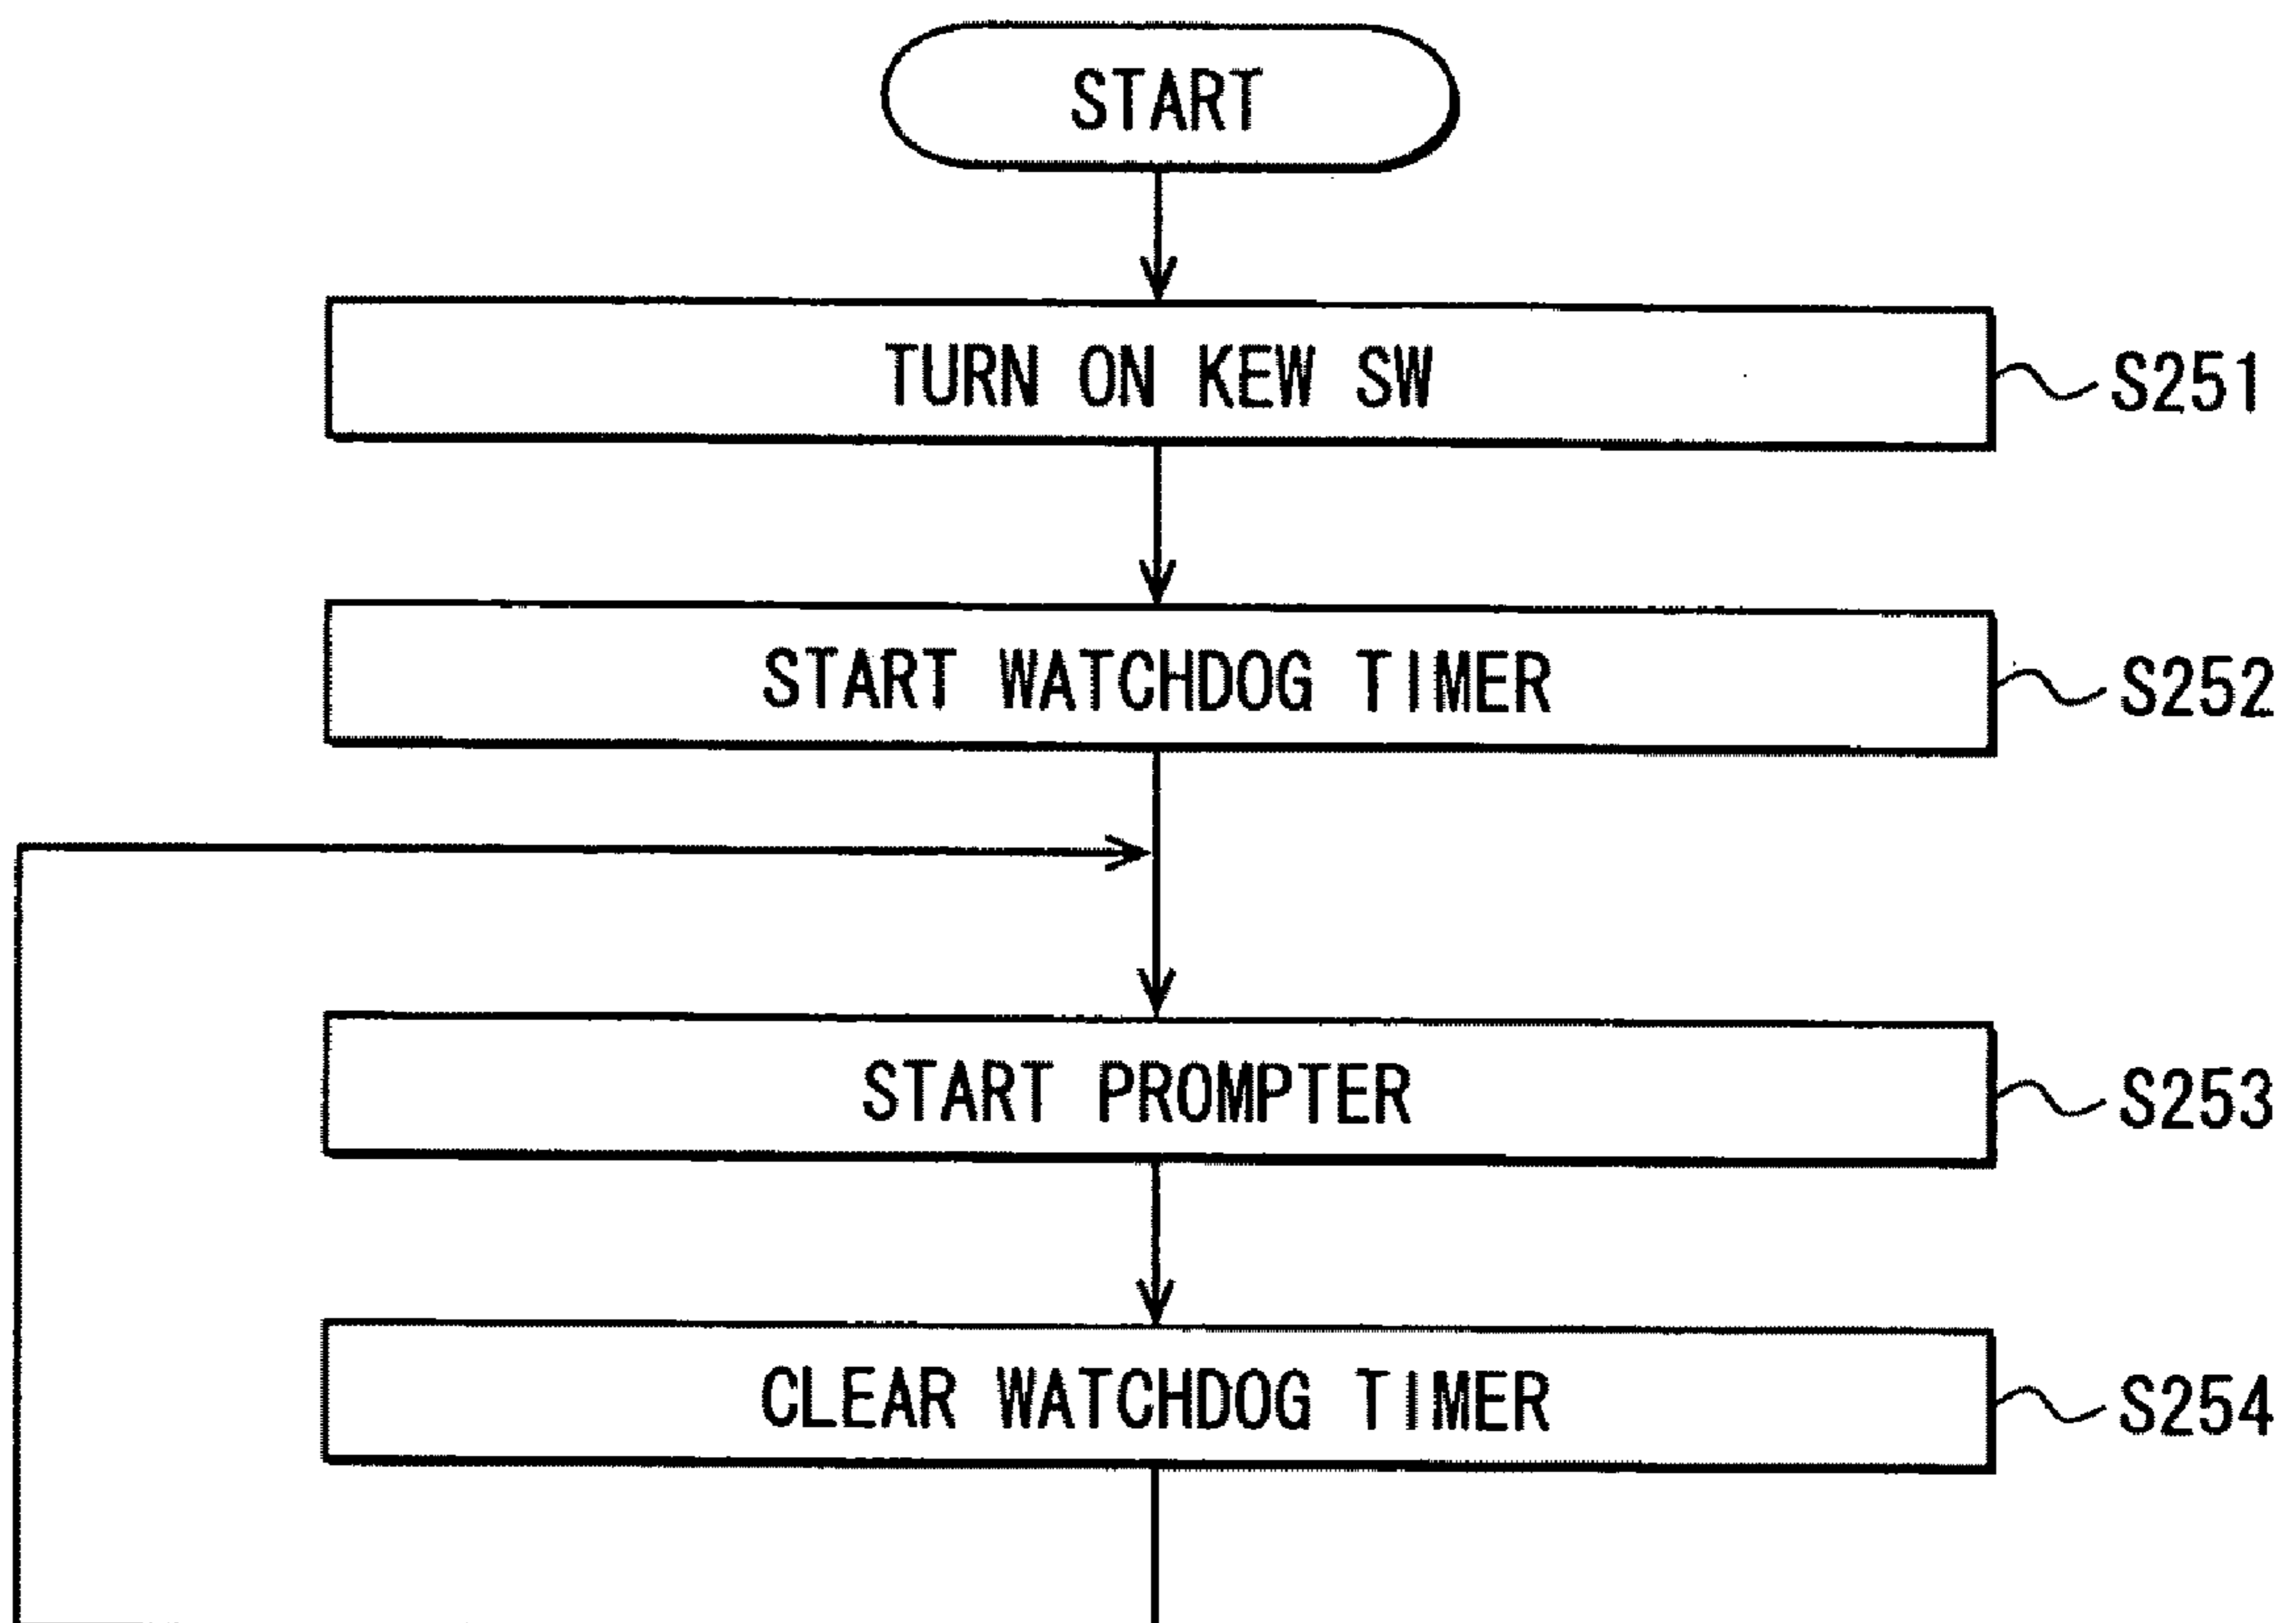 START
TURN ON KEW SW
S251
START WATCHDOG TIMER
S252
START PROMPTER
S253
CLEAR WATCHDOG TIMER
S254